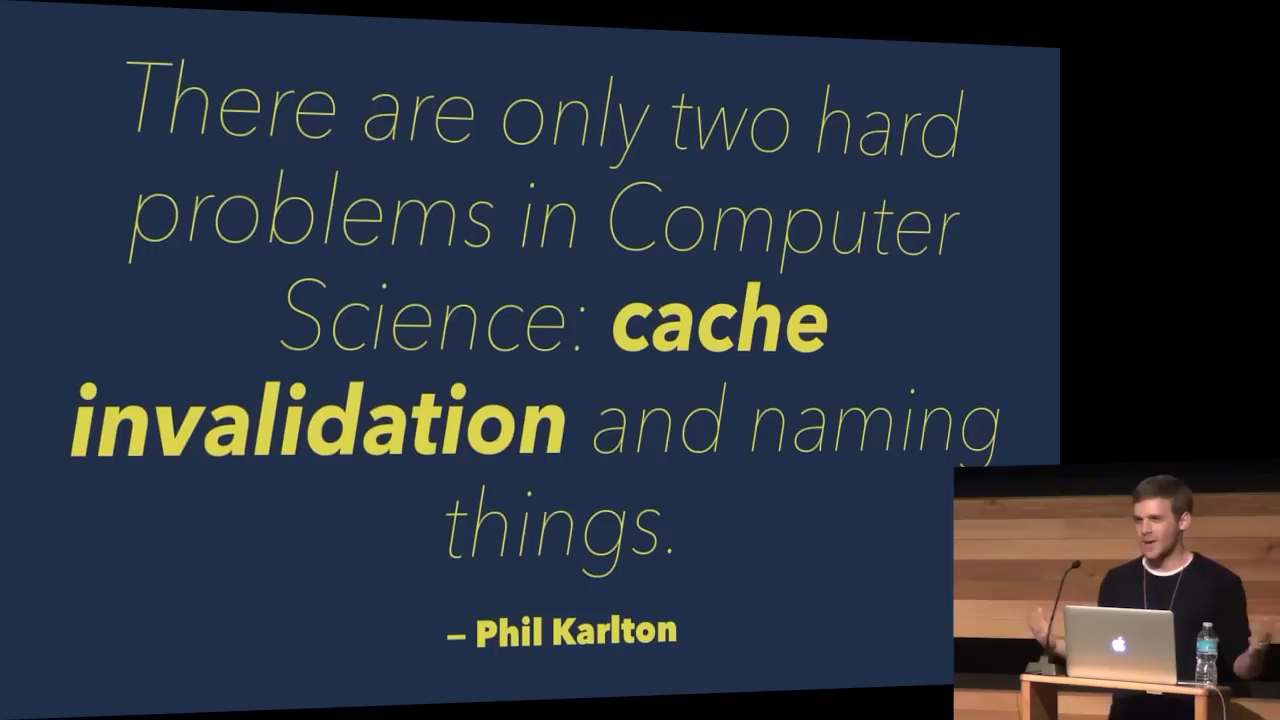 There are only two hard
problems in Computer
Science: cache
invalidation and naming
things.
– Phil Karlton